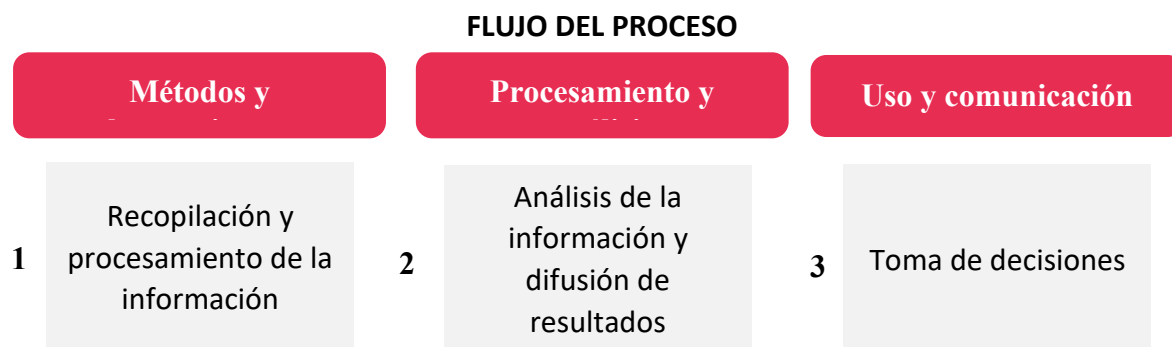 FLUJO DEL PROCESO
Métodos y
Procesamiento y
Uso y comunicación
1
Recopilación y
procesamiento de la
información
2
Análisis de la
información y
difusión de
resultados
3
Toma de decisiones